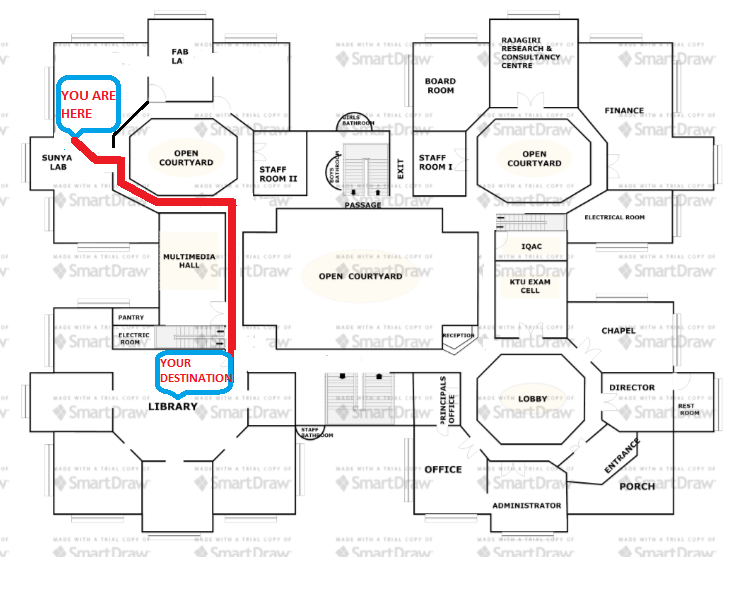 MADE WITH A TRIAL COPY OF
SmartDraw
FAB
LA
RAJAGIRI
RESEARCH &
CONSULTANCY
CENTRE
BOARD
ROOM
FINANCE
YOU ARE
HERE
GIRLS
BATHROOM
BOYS
BATHROOM
SUNYA
LAB
OPEN
COURTYARD
STAFF
ROOM II
EXIT
STAFF
ROOM I
OPEN
COURTYARD
PASSAGE
ELECTRICAL ROOM
IQAC
MULTIMEDIA
HALL
OPEN COURTYARD
KTU EXAM
CELL
PANTRY
ELECTRIC
ROOM
RECEPTION
CHAPEL
YOUR
DESTINATION
LIBRARY
PRINCIPALS
OFFICE
LOBBY
DIRECTOR
REST
ROOM
STAFF
BATHROOM
OFFICE
ENTRANCE
PORCH
ADMINISTRATOR